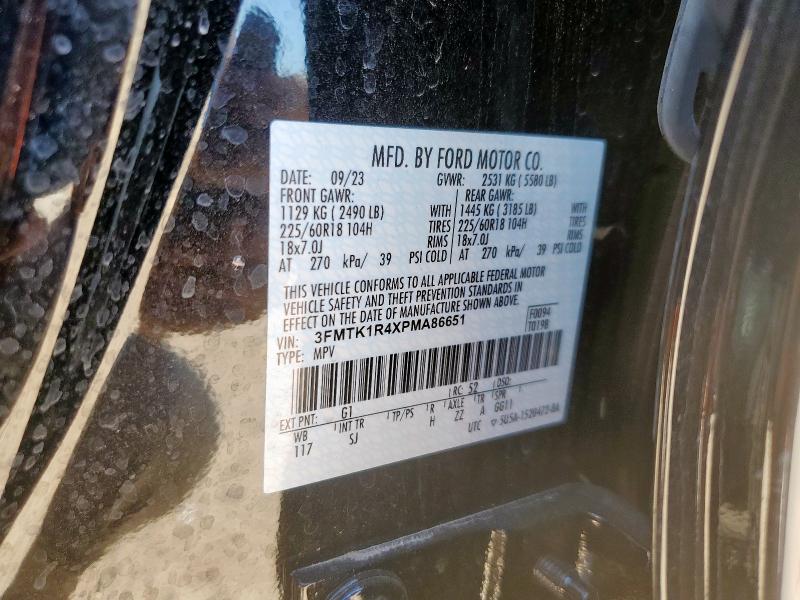 MFD. BY FORD MOTOR CO.
DATE: 09/23 GVWR: 2531 KG ( 5580 LB)
FRONT GAWR: REAR GAWR:
1129 KG ( 2490 LB) WITH 1445 KG ( 3185 LB) WITH
225/60R18 104H TIRES 225/60R18 104H TIRES
18x7.0J RIMS 18x7.0J RIMS
AT 270 kPa/ 39 PSI COLD AT 270 kPa/ 39 PSI COLD
THIS VEHICLE CONFORMS TO ALL APPLICABLE FEDERAL MOTOR
VEHICLE SAFETY AND THEFT PREVENTION STANDARDS IN
EFFECT ON THE DATE OF MANUFACTURE SHOWN ABOVE.
VIN: 3FMTK1R4XPMA86651 F0094
TYPE: MPV T0198
EXT PNT: G1 RC: 52 DSO:
WB INT TR TP/PS R AXLE TR SPR
117 SJ H ZZ A GG11
UTC